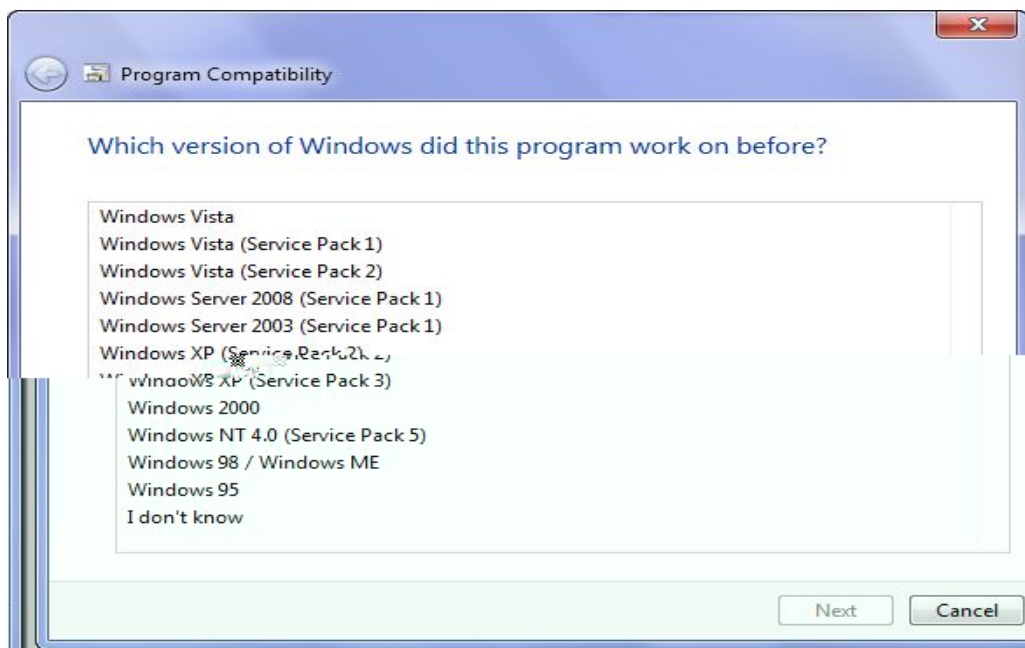 Program Compatibility
Which version of Windows did this program work on before?
Windows Vista
Windows Vista (Service Pack 1)
Windows Vista (Service Pack 2)
Windows Server 2008 (Service Pack 1)
Windows Server 2003 (Service Pack 1)
Windows XP (Service Pack 2)
Windows XP (Service Pack 3)
Windows 2000
Windows NT 4.0 (Service Pack 5)
Windows 98 / Windows ME
Windows 95
I don't know
Next
Cancel